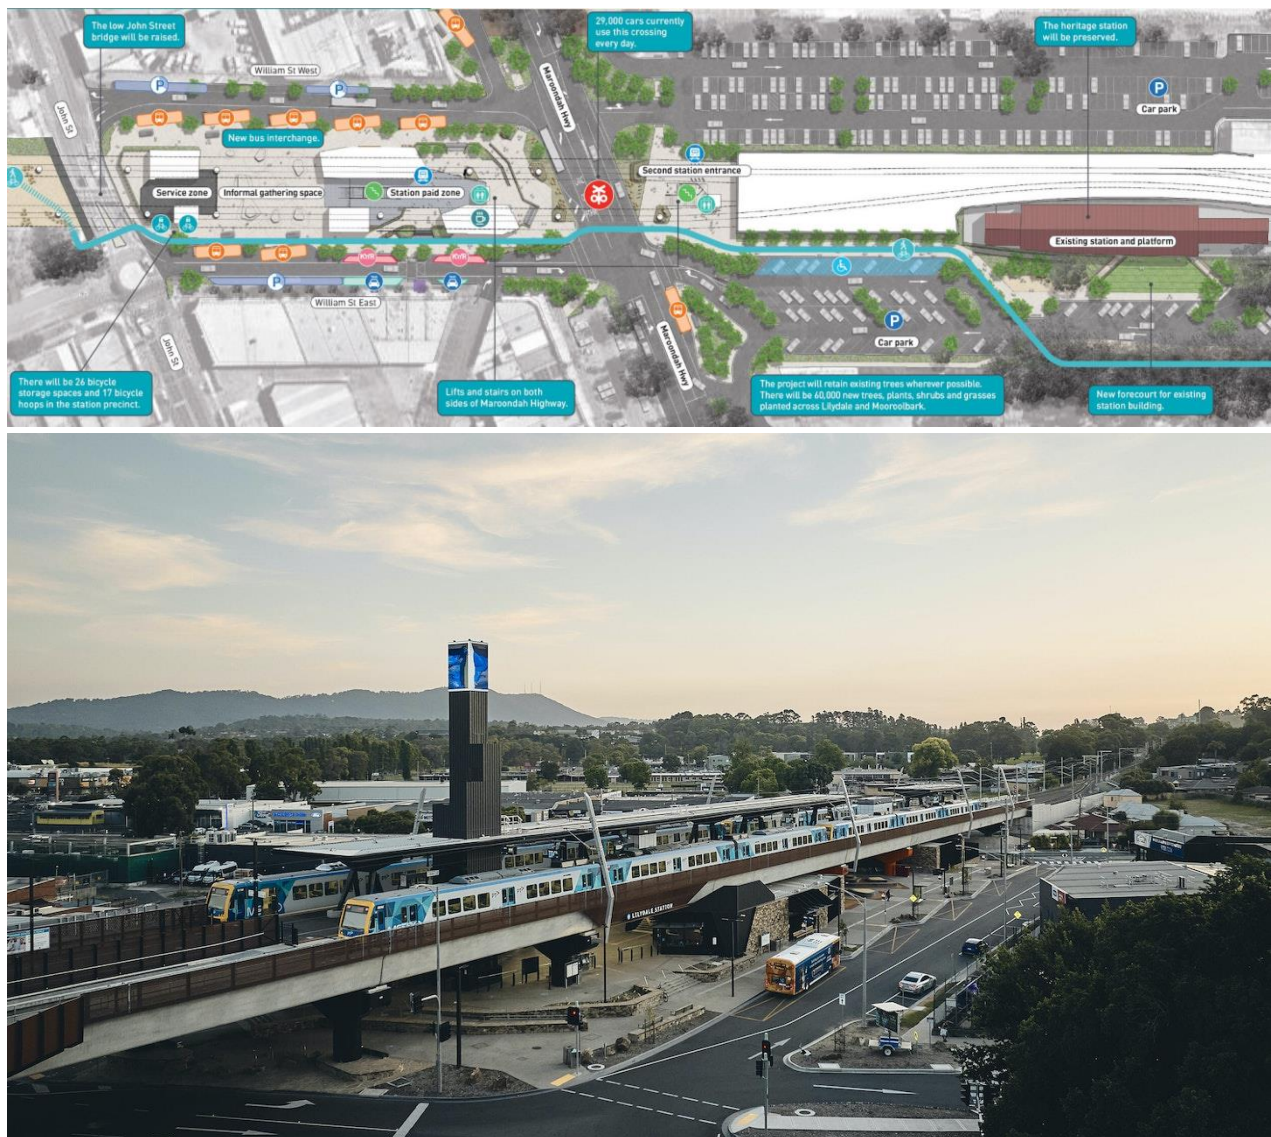 The low John Street
bridge will be raised.
29,000 cars currently
use this crossing
every day.
The heritage station
will be preserved.
William St West
John St
Maroondah Hwy
P
P
P
Car park
New bus interchange.
Second station entrance
Service zone
Informal gathering space
Station paid zone
Existing station and platform
P
William St East
P
Car park
John St
Maroondah Hwy
There will be 26 bicycle
storage spaces and 17 bicycle
hoops in the station precinct.
Lifts and stairs on both
sides of Maroondah Highway.
The project will retain existing trees wherever possible.
There will be 60,000 new trees, plants, shrubs and grasses
planted across Lilydale and Mooroolbark.
New forecourt for existing
station building.
LILYDALE STATION